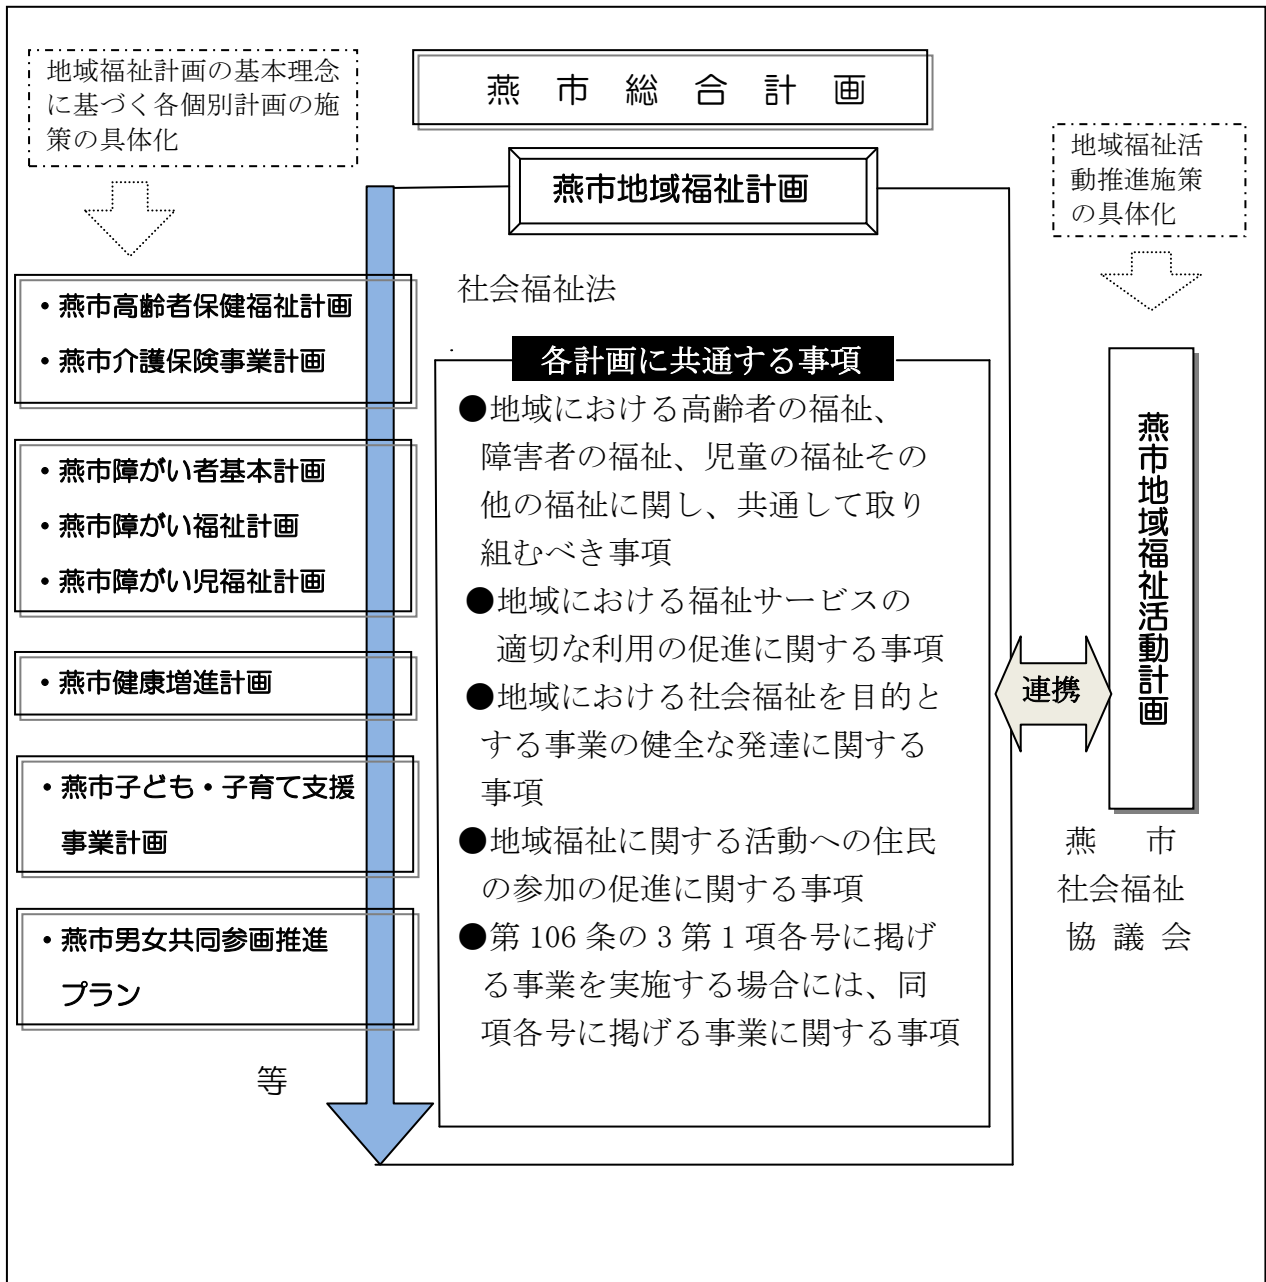 地域福祉計画の基本理念
に基づく各個別計画の施
策の具体化
燕市総合計画
地域福祉活
動推進施策
の具体化
燕市地域福祉計画
社会福祉法
・燕市高齢者保健福祉計画
・燕市介護保険事業計画
・燕市障がい者基本計画
・燕市障がい福祉計画
・燕市障がい児福祉計画
・燕市健康増進計画
・燕市子ども・子育て支援
事業計画
・燕市男女共同参画推進
プラン
等
各計画に共通する事項
●地域における高齢者の福祉、
障害者の福祉、児童の福祉その
他の福祉に関し、共通して取り
組むべき事項
●地域における福祉サービスの
適切な利用の促進に関する事項
●地域における社会福祉を目的と
する事業の健全な発達に関する
事項
●地域福祉に関する活動への住民
の参加の促進に関する事項
●第106条の3第1項各号に掲げ
る事業を実施する場合には、同
項各号に掲げる事業に関する事項
連携
燕市地域福祉活動計画
燕市
社会福祉
協議会